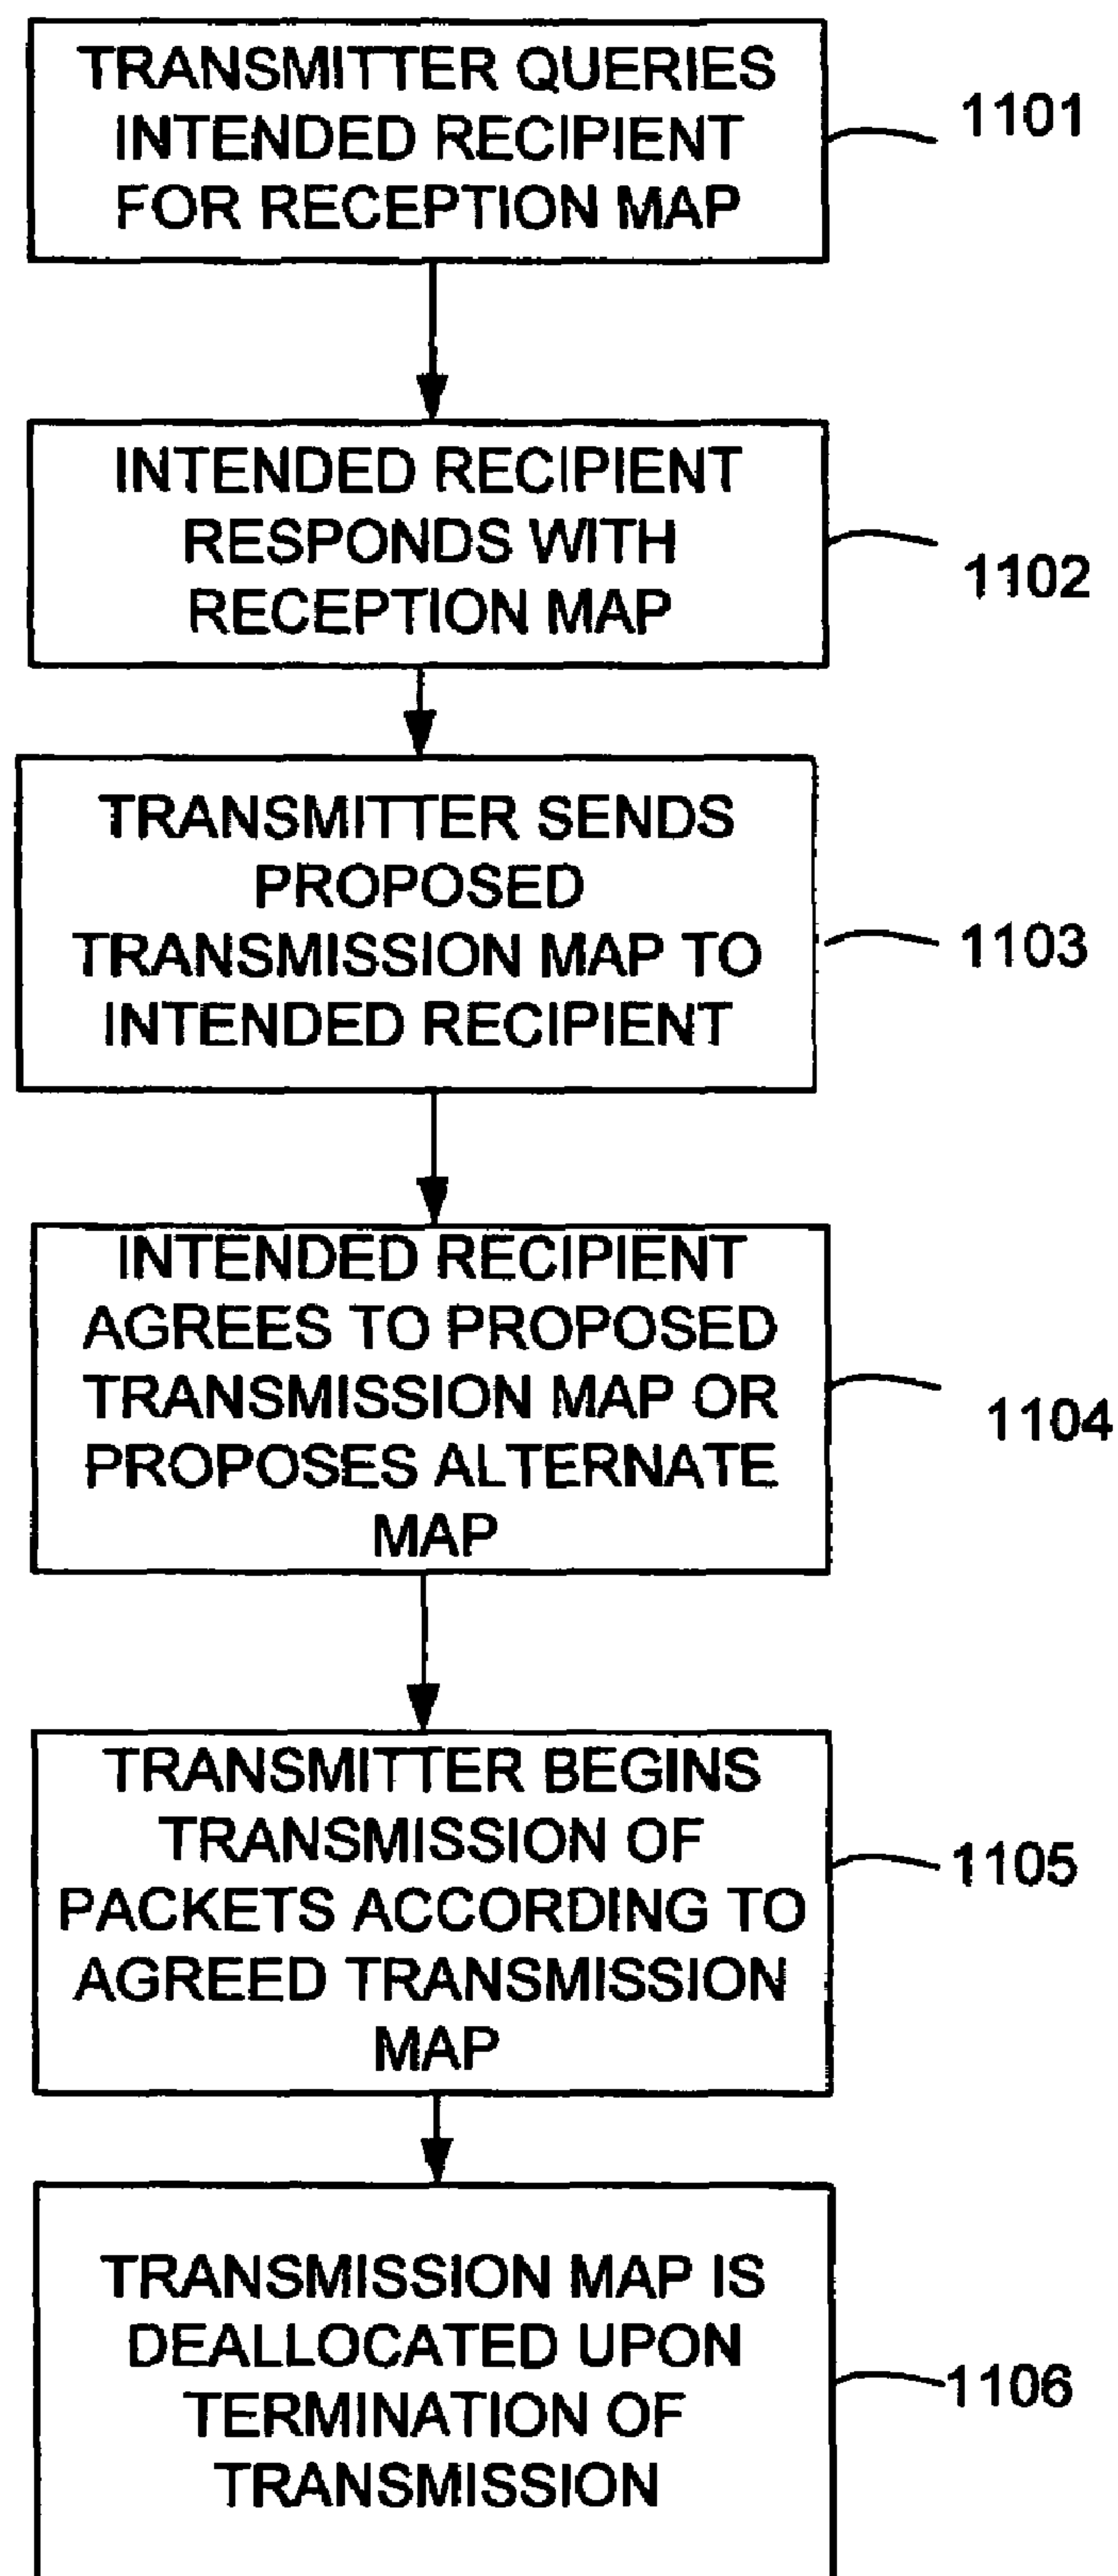 TRANSMITTER QUERIES
INTENDED RECIPIENT
FOR RECEPTION MAP
1101
INTENDED RECIPIENT
RESPONDS WITH
RECEPTION MAP
1102
TRANSMITTER SENDS
PROPOSED
TRANSMISSION MAP TO
INTENDED RECIPIENT
1103
INTENDED RECIPIENT
AGREES TO PROPOSED
TRANSMISSION MAP OR
PROPOSES ALTERNATE
MAP
1104
TRANSMITTER BEGINS
TRANSMISSION OF
PACKETS ACCORDING TO
AGREED TRANSMISSION
MAP
1105
TRANSMISSION MAP IS
DEALLOCATED UPON
TERMINATION OF
TRANSMISSION
1106